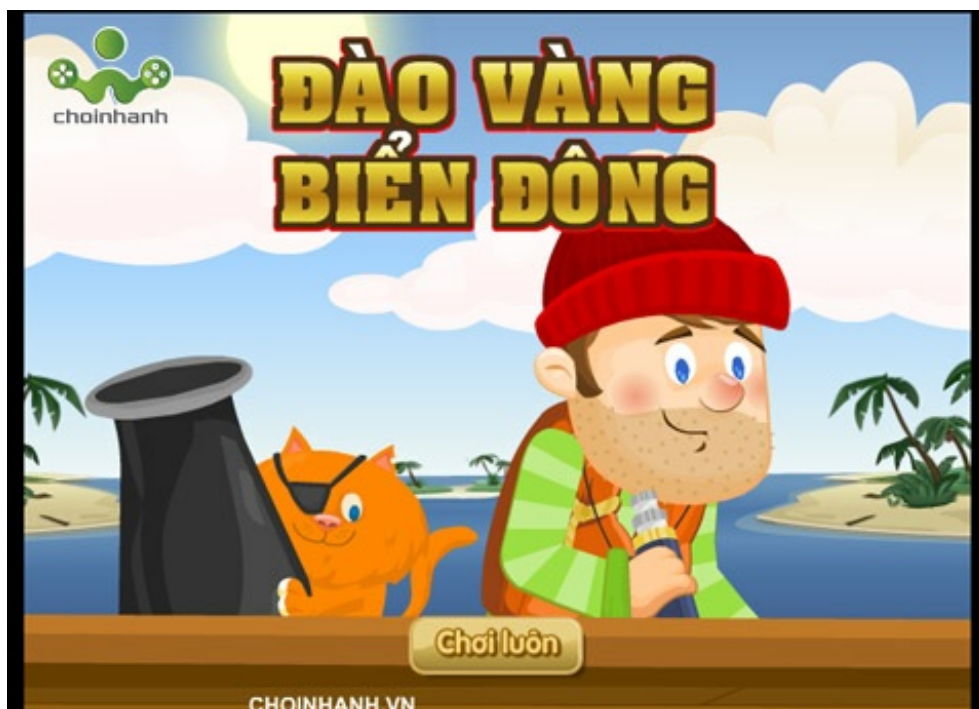 choinhanh
ĐÀO VÀNG
BIỂN ĐÔNG
Chơi luôn
CHOINHANH.VN